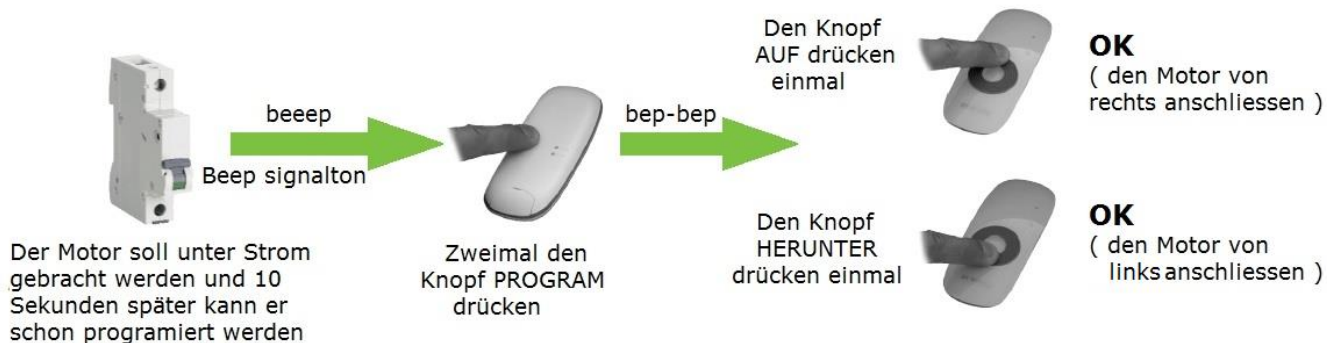 beeep
Beep signalton
Der Motor soll unter Strom
gebracht werden und 10
Sekunden später kann er
schon programiert werden
Zweimal den
Knopf PROGRAM
drücken
bep-bep
Den Knopf
AUF drücken
einmal
OK
( den Motor von
rechts anschliessen )
Den Knopf
HERUNTER
drücken einmal
OK
( den Motor von
links anschliessen )